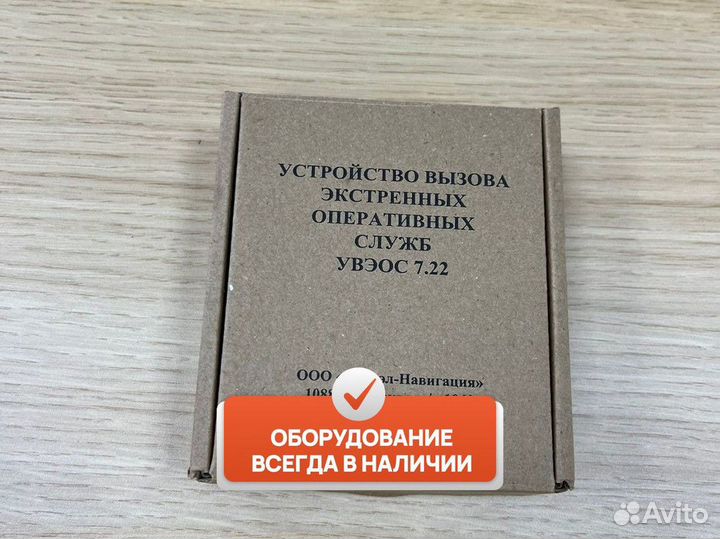 УСТРОЙСТВО ВЫЗОВА
ЭКСТРЕННЫХ
ОПЕРАТИВНЫХ
СЛУЖБ
УВЭОС 7.22
ООО
ОБОРУДОВАНИЕ
ВСЕГДА В НАЛИЧИИ
Avito